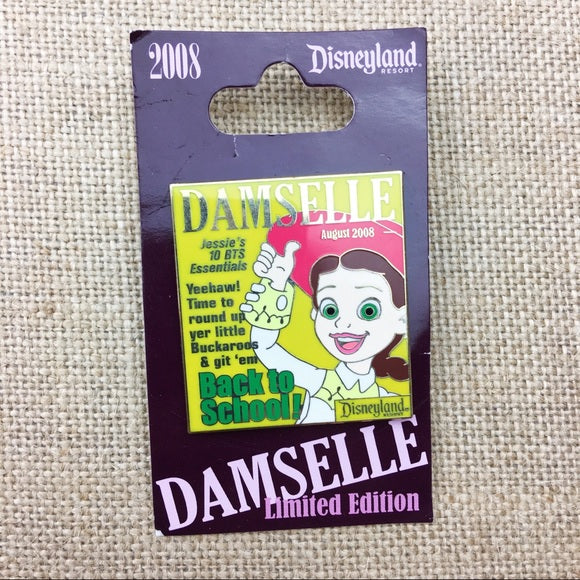 2008
Disneyland
RESORT
DAMSELLE
August 2008
Jessie's
10 BTS
Essentials
Yeehaw!
Time to
round up
yer little
Buckaroos
& git 'em
Back to
School!
Disneyland
RESORT
DAMSELLE
Limited Edition